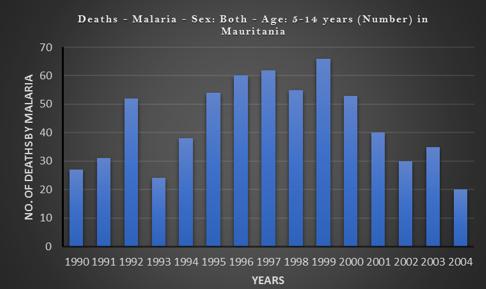 Deaths - Malaria - Sex: Both - Age: 5-14 years (Number) in
Mauritania
NO. OF DEATHS BY MALARIA
70
60
50
40
30
20
10
0
1990 1991 1992 1993 1994 1995 1996 1997 1998 1999 2000 2001 2002 2003 2004
YEARS